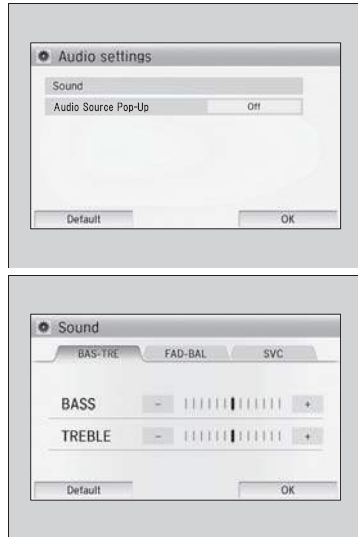 Audio settings
Sound
Audio Source Pop-Up Off
Default OK
Sound
BAS-TRE FAD-BAL SVC
BASS - +
TREBLE - +
Default OK